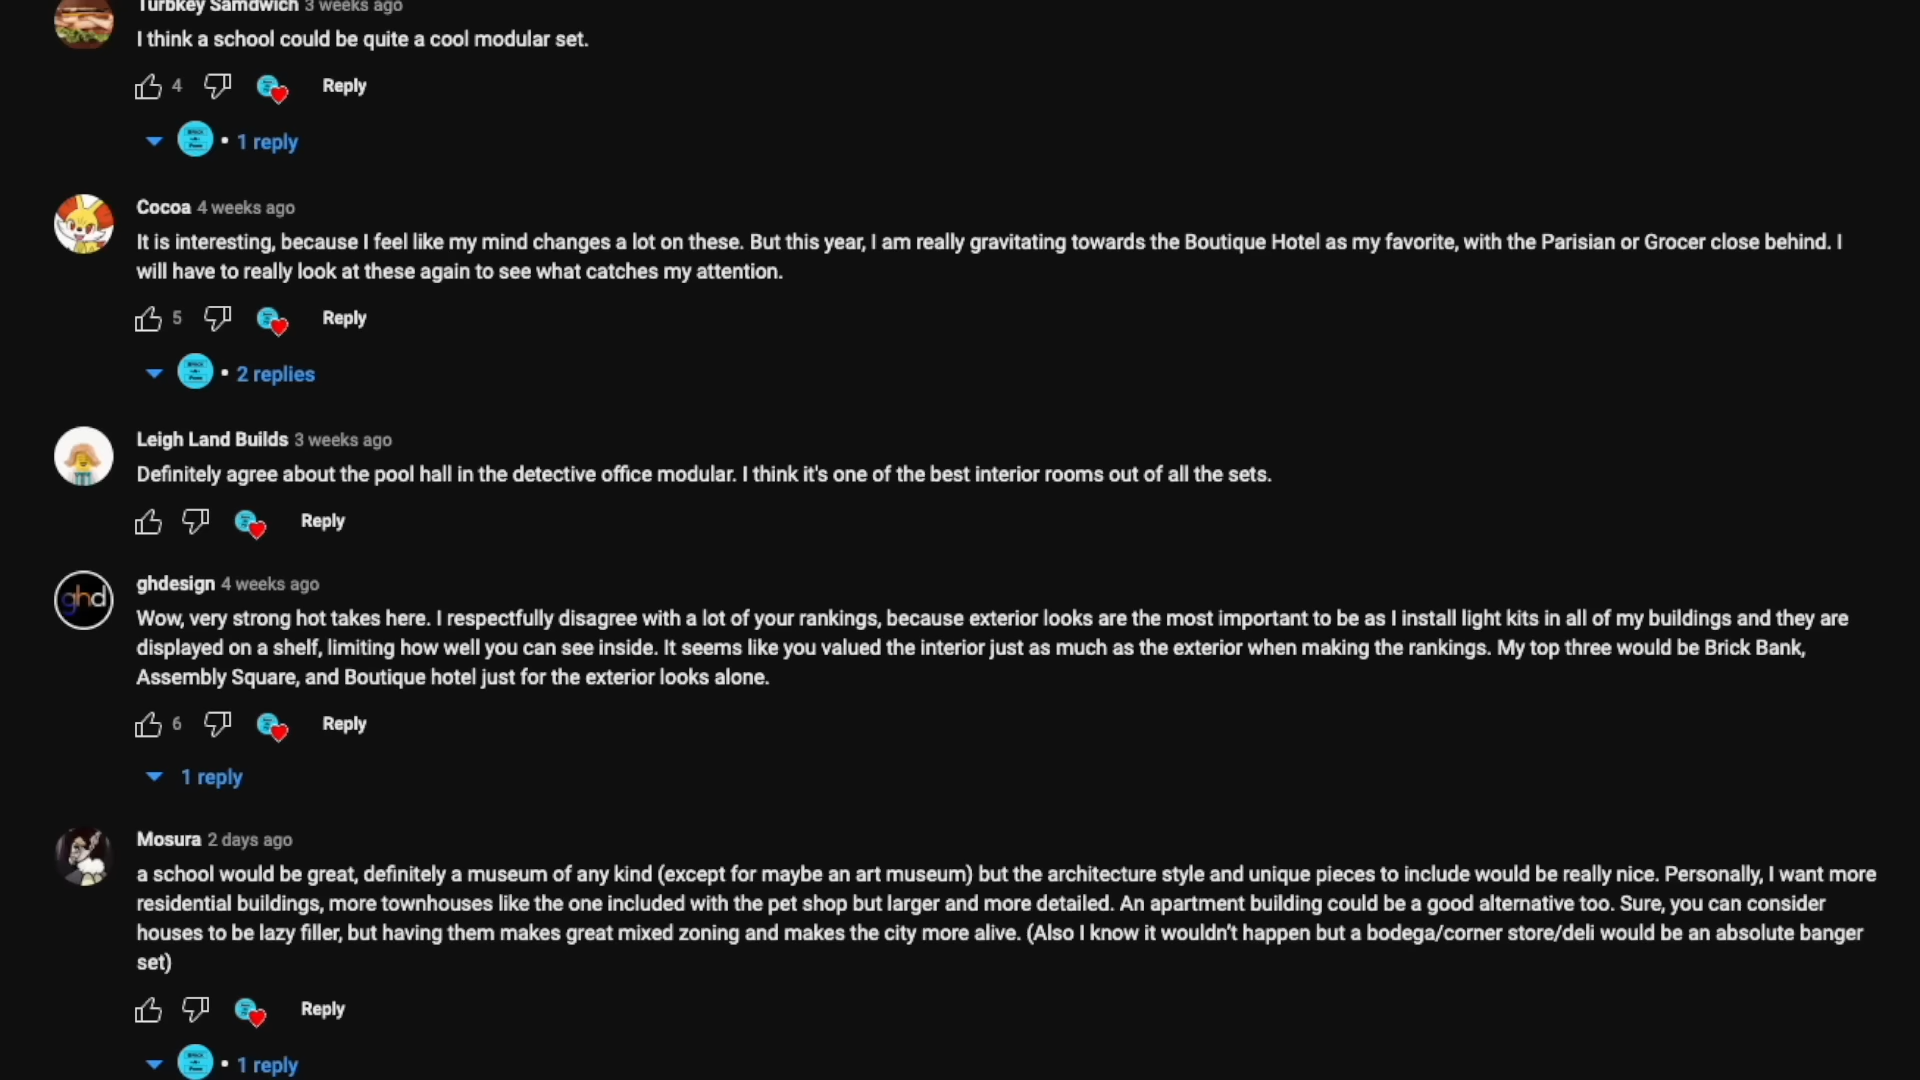 Turbkey Samdwich 3 weeks ago
I think a school could be quite a cool modular set.
4 Reply
• 1 reply
Cocoa 4 weeks ago
It is interesting, because I feel like my mind changes a lot on these. But this year, I am really gravitating towards the Boutique Hotel as my favorite, with the Parisian or Grocer close behind. I
will have to really look at these again to see what catches my attention.
5 Reply
• 2 replies
Leigh Land Builds 3 weeks ago
Definitely agree about the pool hall in the detective office modular. I think it's one of the best interior rooms out of all the sets.
Reply
ghd
ghdesign 4 weeks ago
Wow, very strong hot takes here. I respectfully disagree with a lot of your rankings, because exterior looks are the most important to be as I install light kits in all of my buildings and they are
displayed on a shelf, limiting how well you can see inside. It seems like you valued the interior just as much as the exterior when making the rankings. My top three would be Brick Bank,
Assembly Square, and Boutique hotel just for the exterior looks alone.
6 Reply
1 reply
Mosura 2 days ago
a school would be great, definitely a museum of any kind (except for maybe an art museum) but the architecture style and unique pieces to include would be really nice. Personally, I want more
residential buildings, more townhouses like the one included with the pet shop but larger and more detailed. An apartment building could be a good alternative too. Sure, you can consider
houses to be lazy filler, but having them makes great mixed zoning and makes the city more alive. (Also I know it wouldn't happen but a bodega/corner store/deli would be an absolute banger
set)
Reply
• 1 reply